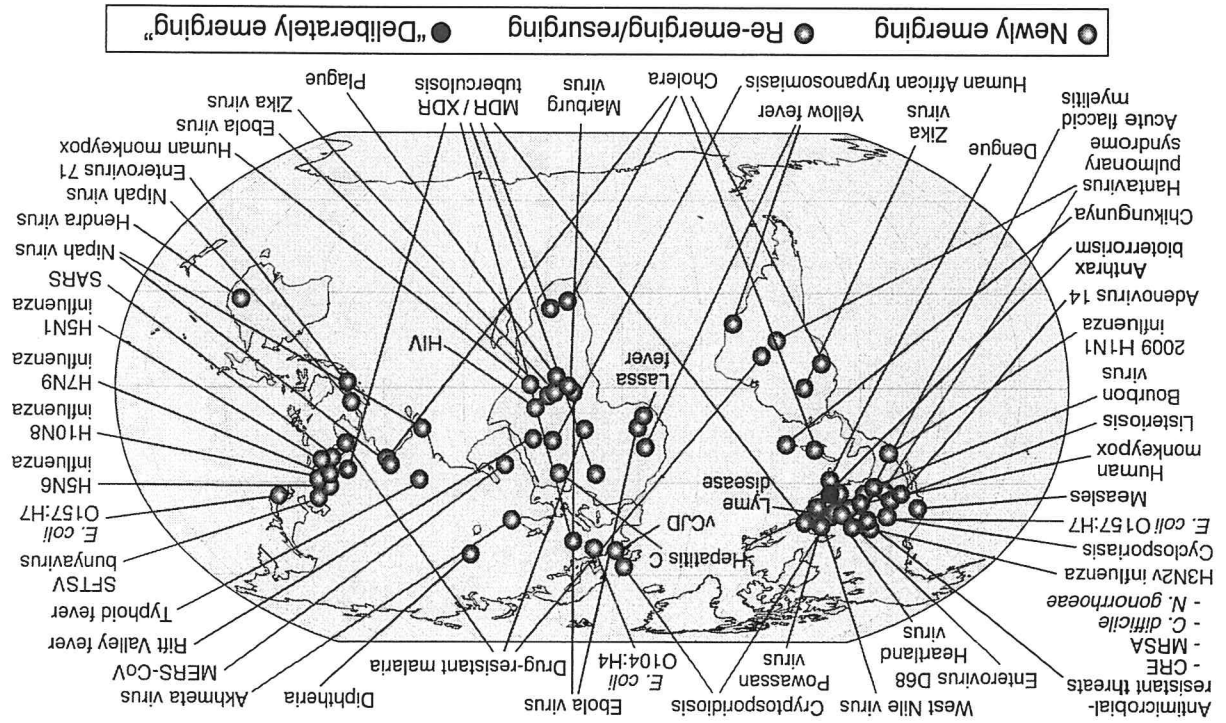 Antimicrobial-
resistant threats
- CRE
- MRSA
- C. difficile
- N. gonorrhoeae
H3N2v influenza
Cyclosporiasis
E. coli O157:H7
Measles
Human
monkeypox
Listeriosis
Bourbon
virus
2009 H1N1
influenza
Adenovirus 14
Anthrax
bioterrorism
Chikungunya
Hantavirus
pulmonary
syndrome
Acute flaccid
myelitis
Enterovirus D68
Heartland
virus
West Nile virus
Powassan
virus
Cryptosporidiosis
E. coli
O104:H4
Ebola virus
Drug-resistant malaria
Diphtheria
Akhmeta virus
MERS-CoV
Rift Valley fever
Typhoid fever
SFTSV
bunyavirus
E. coli
O157:H7
H5N6
influenza
H10N8
influenza
H7N9
influenza
H5N1
influenza
SARS
Nipah virus
Hendra virus
Nipah virus
Enterovirus 71
Human monkeypox
Ebola virus
Zika virus
Plague
Hepatitis C
vCJD
Lyme
disease
Lassa
fever
HIV
Dengue
Zika
virus
Yellow fever
Human African trypanosomiasis
Cholera
Marburg
virus
MDR / XDR
tuberculosis
Newly emerging
Re-emerging/resurging
“Deliberately emerging”